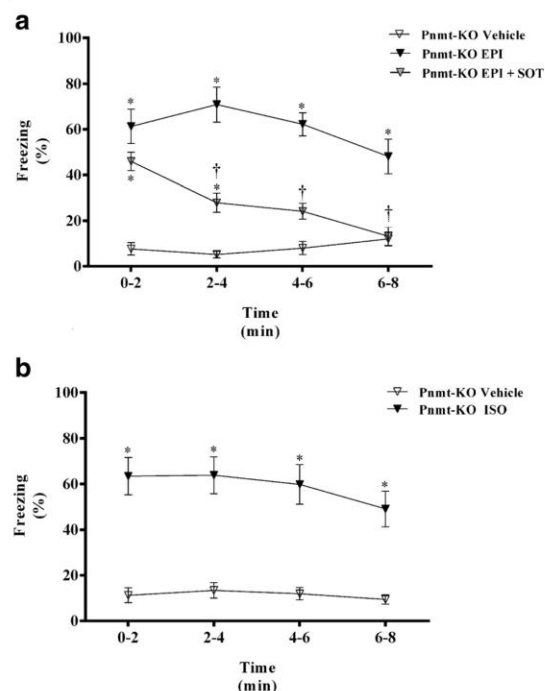 a
100
80
60
40
20
0
Freezing
(%)
Pnmt-KO Vehicle
Pnmt-KO EPI
Pnmt-KO EPI + SOT
* * * *
† † †
* *
0-2 2-4 4-6 6-8
Time
(min)
b
100
80
60
40
20
0
Freezing
(%)
Pnmt-KO Vehicle
Pnmt-KO ISO
* * * *
0-2 2-4 4-6 6-8
Time
(min)